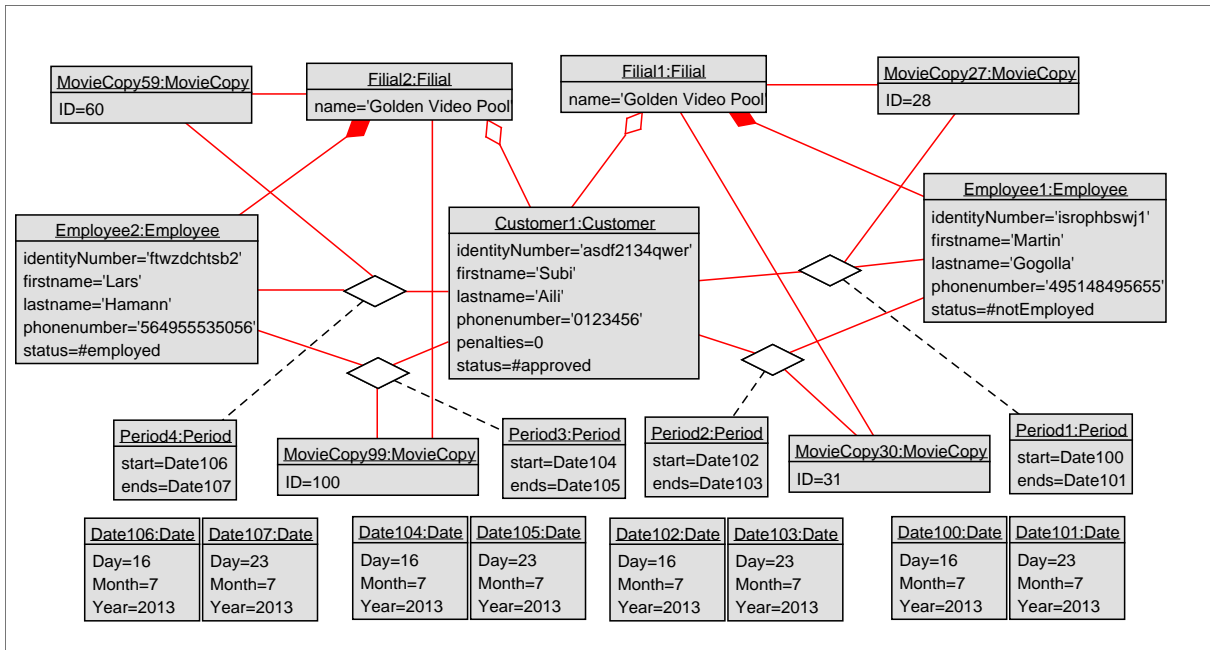 MovieCopy59:MovieCopy
ID=60
Filial2:Filial
name='Golden Video Pool'
Filial1:Filial
name='Golden Video Pool'
MovieCopy27:MovieCopy
ID=28
Employee2:Employee
identityNumber='ftwzdchtsb2'
firstname='Lars'
lastname='Hamann'
phonenumber='564955535056'
status=#employed
Customer1:Customer
identityNumber='asdf2134qwer'
firstname='Subi'
lastname='Aili'
phonenumber='0123456'
penalties=0
status=#approved
Employee1:Employee
identityNumber='isrophbswj1'
firstname='Martin'
lastname='Gogolla'
phonenumber='495148495655'
status=#notEmployed
Period4:Period
start=Date106
ends=Date107
MovieCopy99:MovieCopy
ID=100
Period3:Period
start=Date104
ends=Date105
Period2:Period
start=Date102
ends=Date103
MovieCopy30:MovieCopy
ID=31
Period1:Period
start=Date100
ends=Date101
Date106:Date
Day=16
Month=7
Year=2013
Date107:Date
Day=23
Month=7
Year=2013
Date104:Date
Day=16
Month=7
Year=2013
Date105:Date
Day=23
Month=7
Year=2013
Date102:Date
Day=16
Month=7
Year=2013
Date103:Date
Day=23
Month=7
Year=2013
Date100:Date
Day=16
Month=7
Year=2013
Date101:Date
Day=23
Month=7
Year=2013